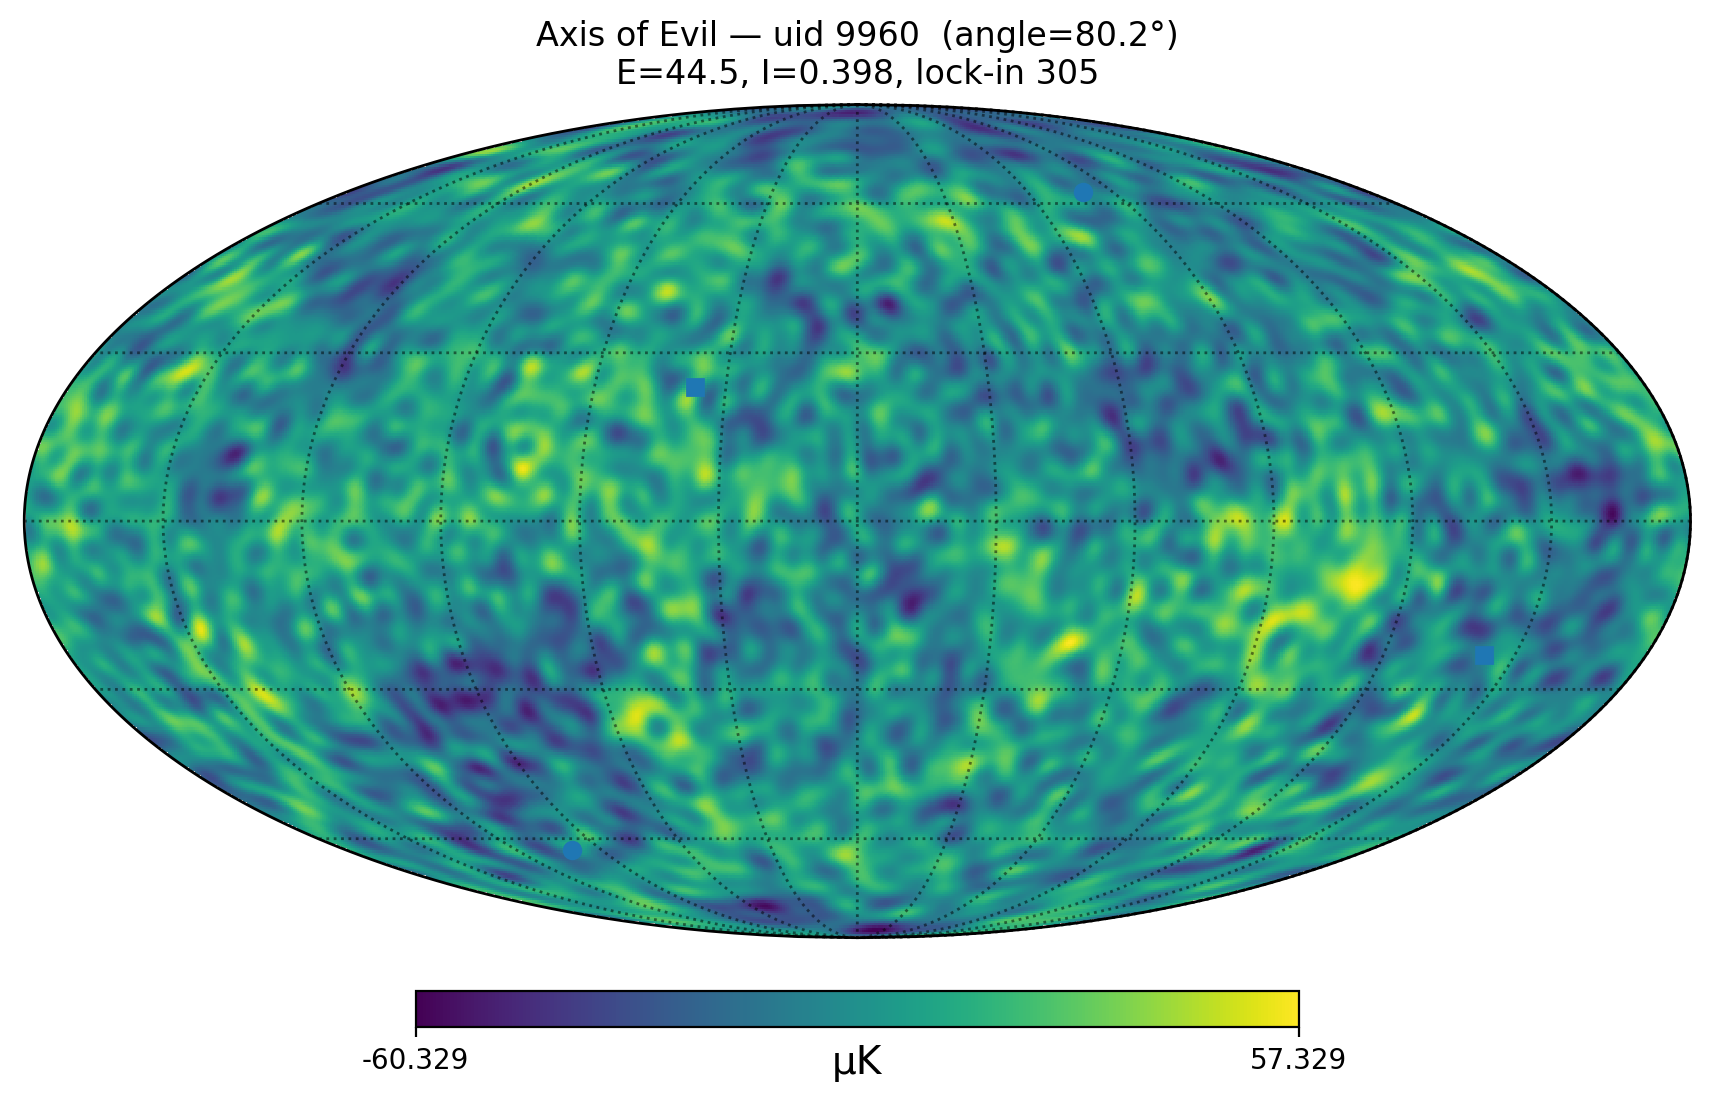 Axis of Evil — uid 9960  (angle=80.2°)
E=44.5, I=0.398, lock-in 305
-60.329
μK
57.329